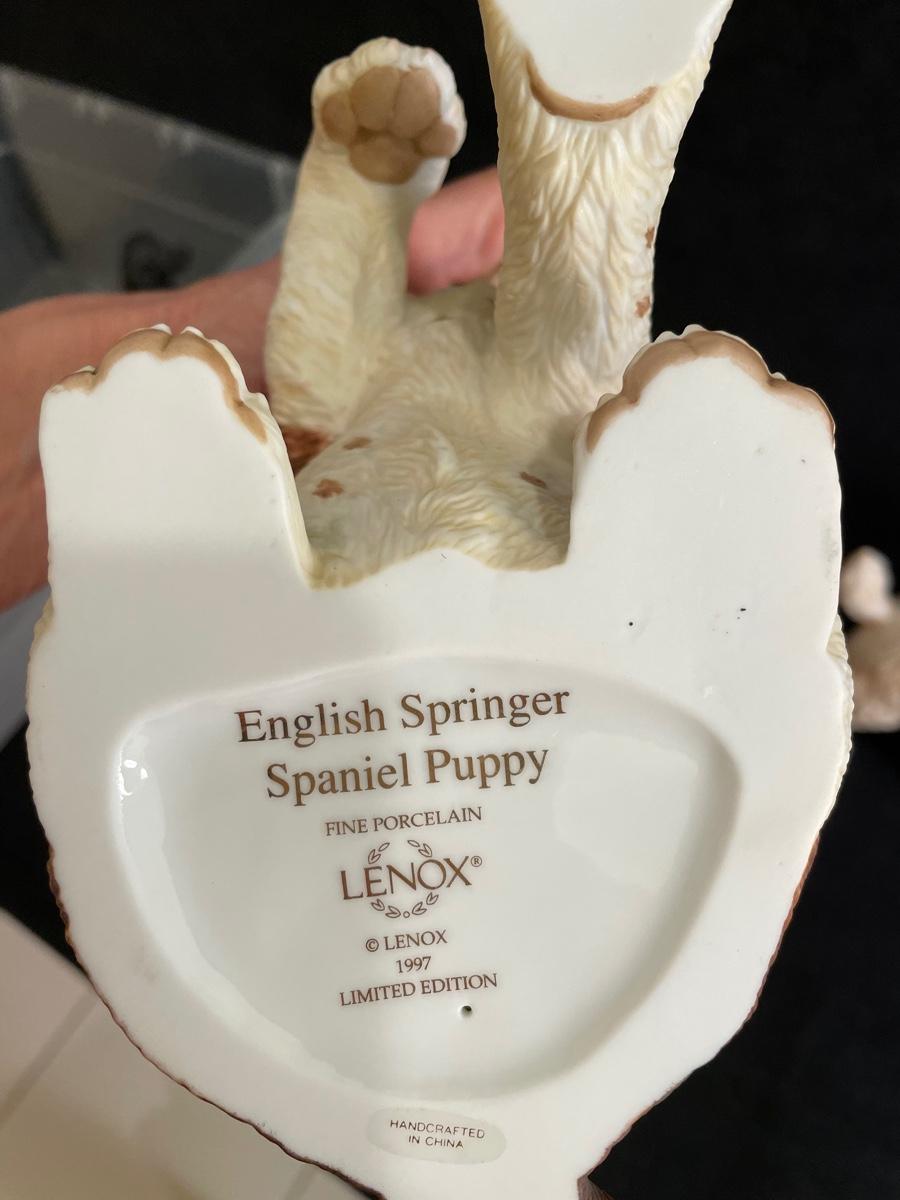 English Springer
Spaniel Puppy
FINE PORCELAIN
LENOX®
© LENOX
1997
LIMITED EDITION
HANDCRAFTED
IN CHINA